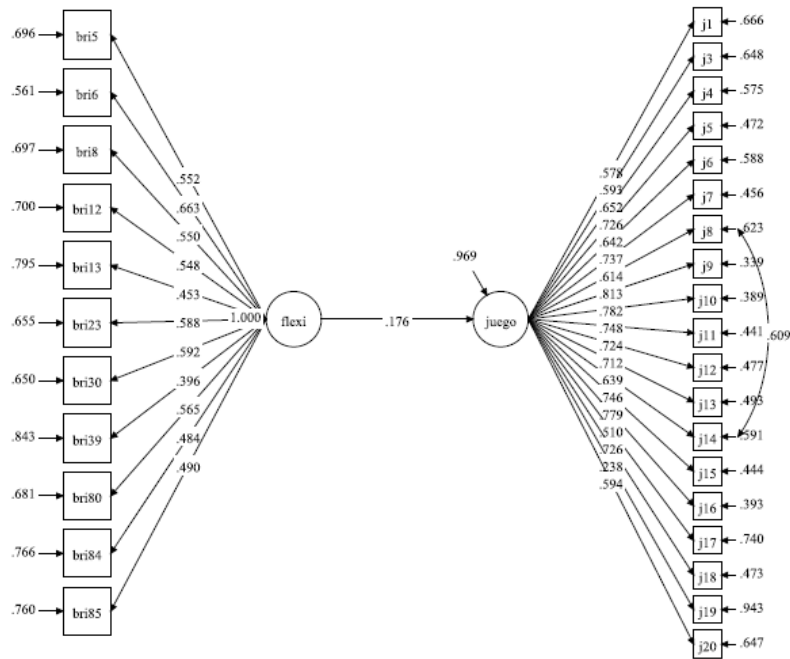 .696 bri5
.561 bri6
.697 bri8
.700 bri12
.795 bri13
.655 bri23
.650 bri30
.843 bri39
.681 bri80
.766 bri84
.760 bri85
.552
.663
.550
.548
.453
.588
.592
.396
.565
.484
.490
1.000
flexi
.176
.969
juego
.578
.593
.652
.726
.642
.737
.614
.813
.782
.748
.724
.712
.639
.746
.779
.510
.726
.238
.594
j1 .666
j3 .648
j4 .575
j5 .472
j6 .588
j7 .456
j8 .623
j9 .339
j10 .389
j11 .441
j12 .477
j13 .493
j14 .591
j15 .444
j16 .393
j17 .740
j18 .473
j19 .943
j20 .647
.609